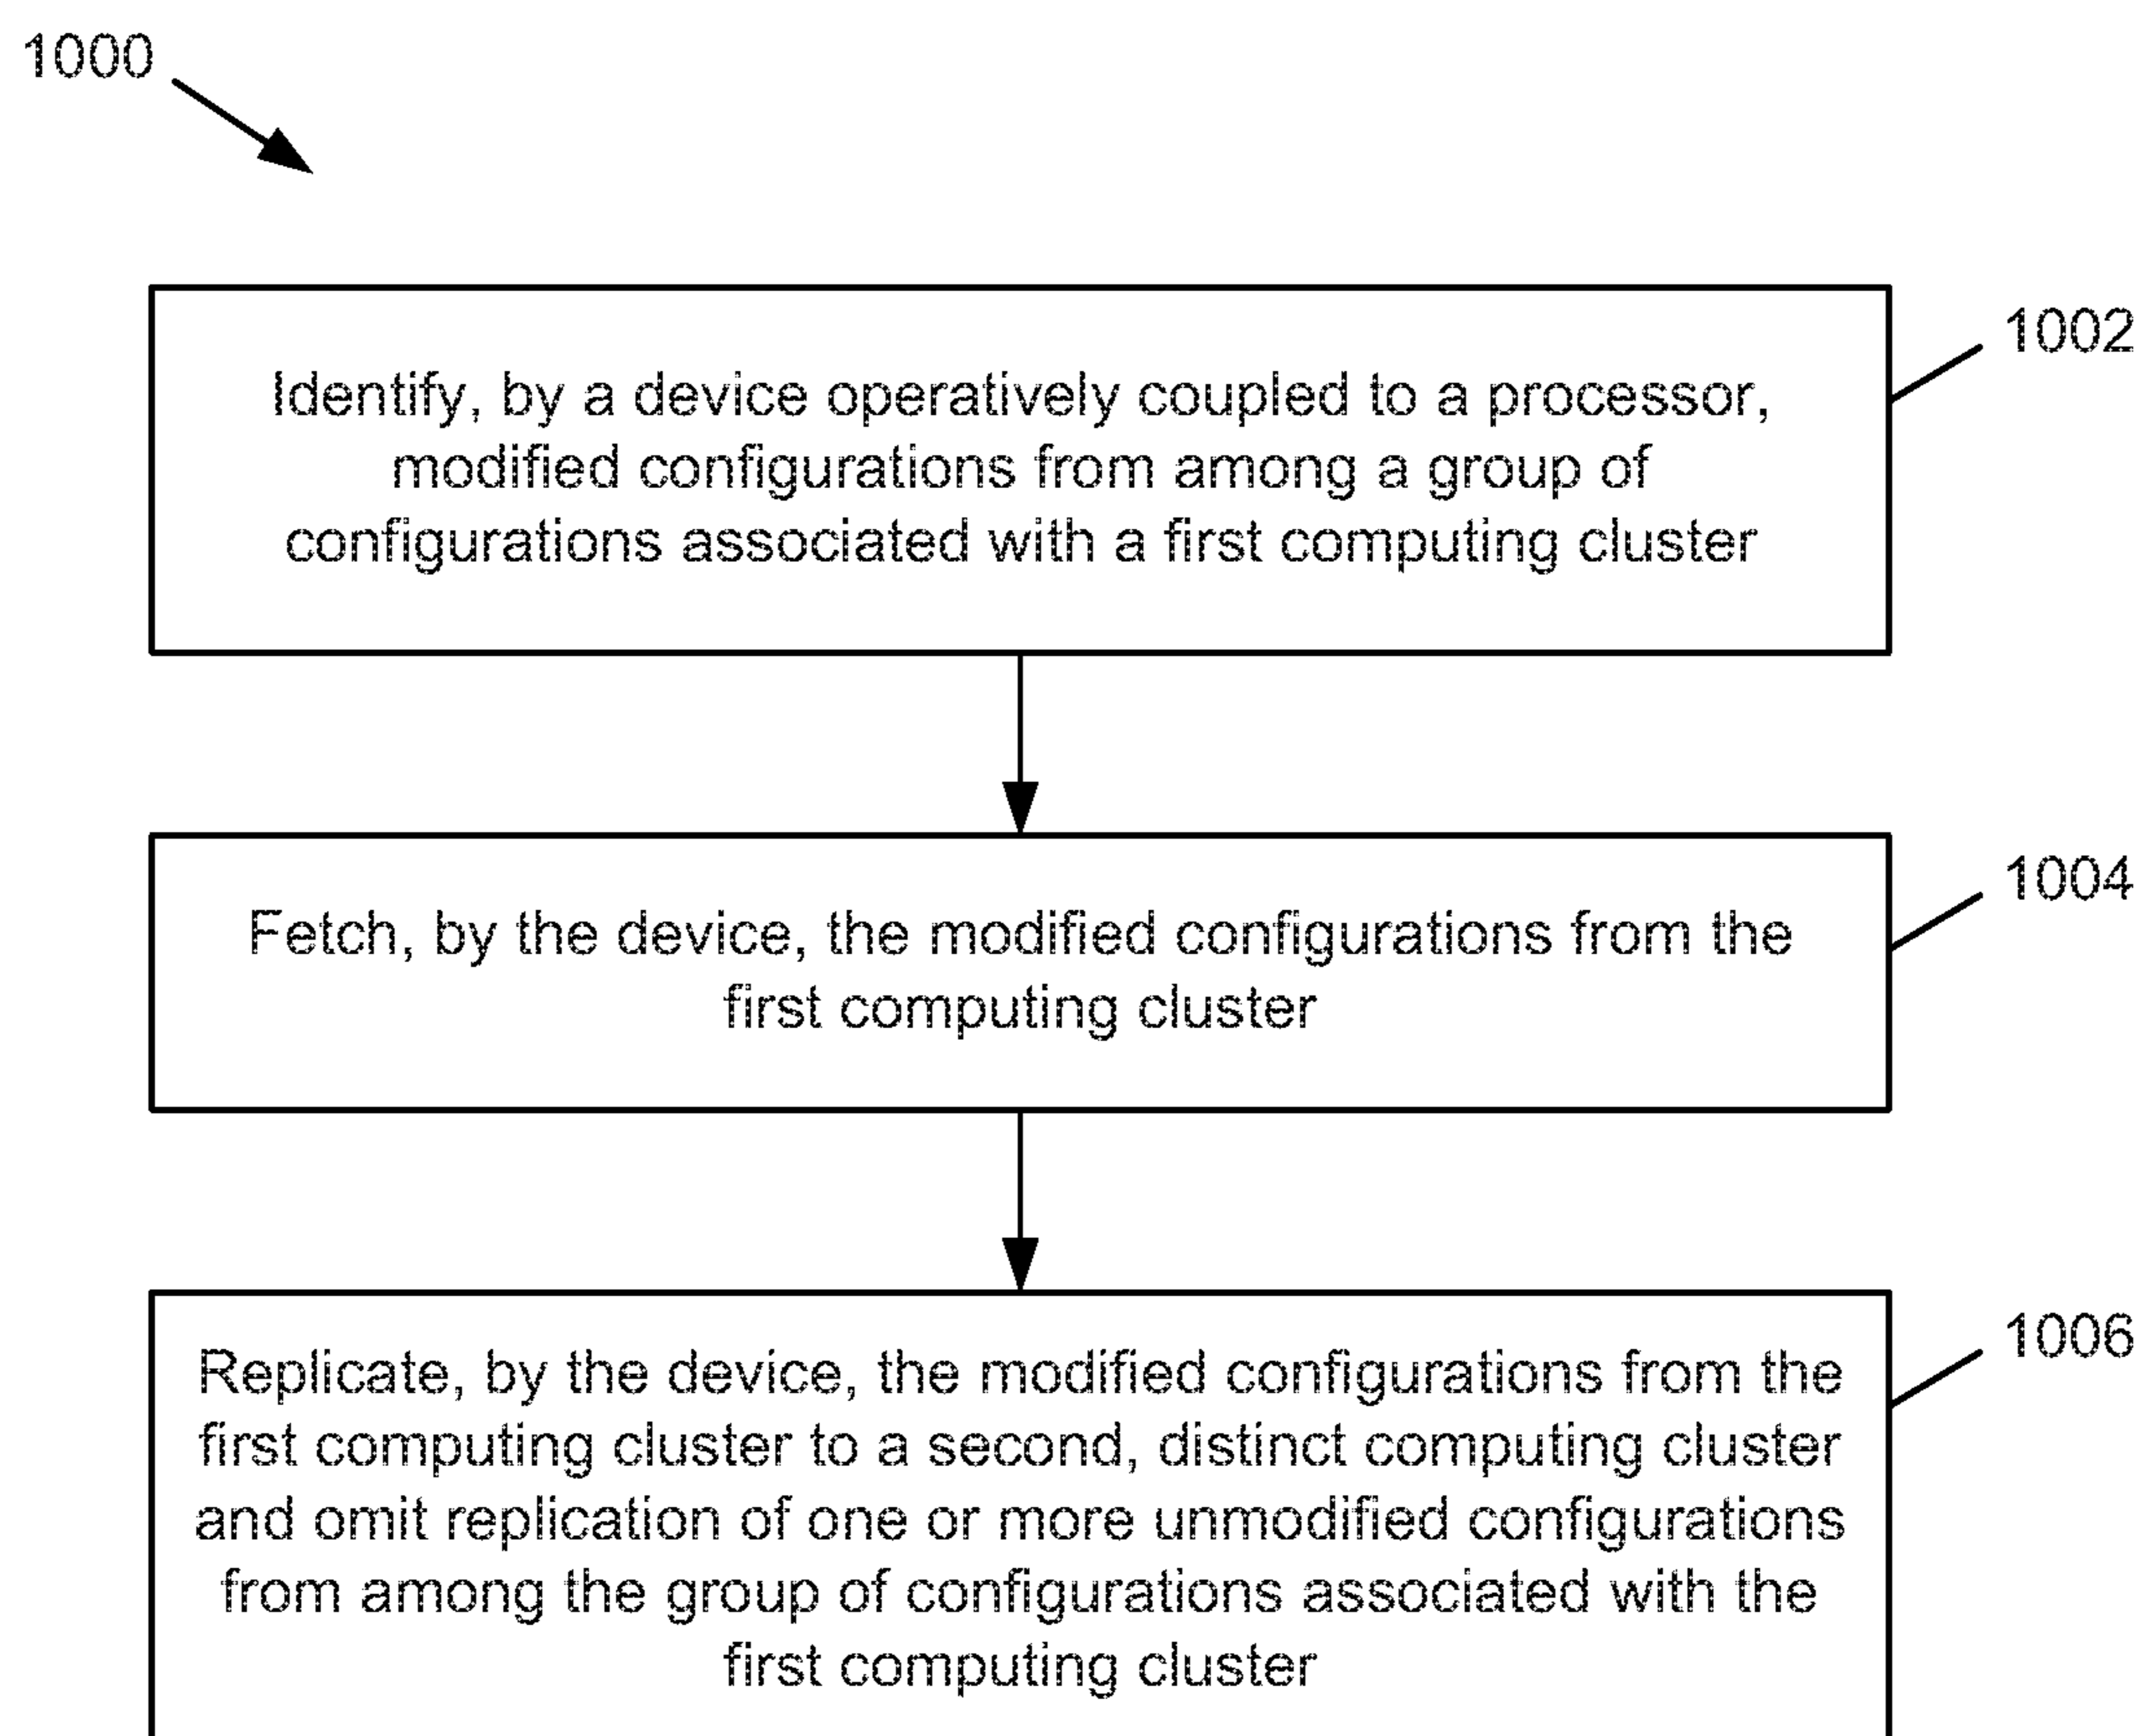 1000
1002
Identify, by a device operatively coupled to a processor,
modified configurations from among a group of
configurations associated with a first computing cluster
1004
Fetch, by the device, the modified configurations from the
first computing cluster
1006
Replicate, by the device, the modified configurations from the
first computing cluster to a second, distinct computing cluster
and omit replication of one or more unmodified configurations
from among the group of configurations associated with the
first computing cluster